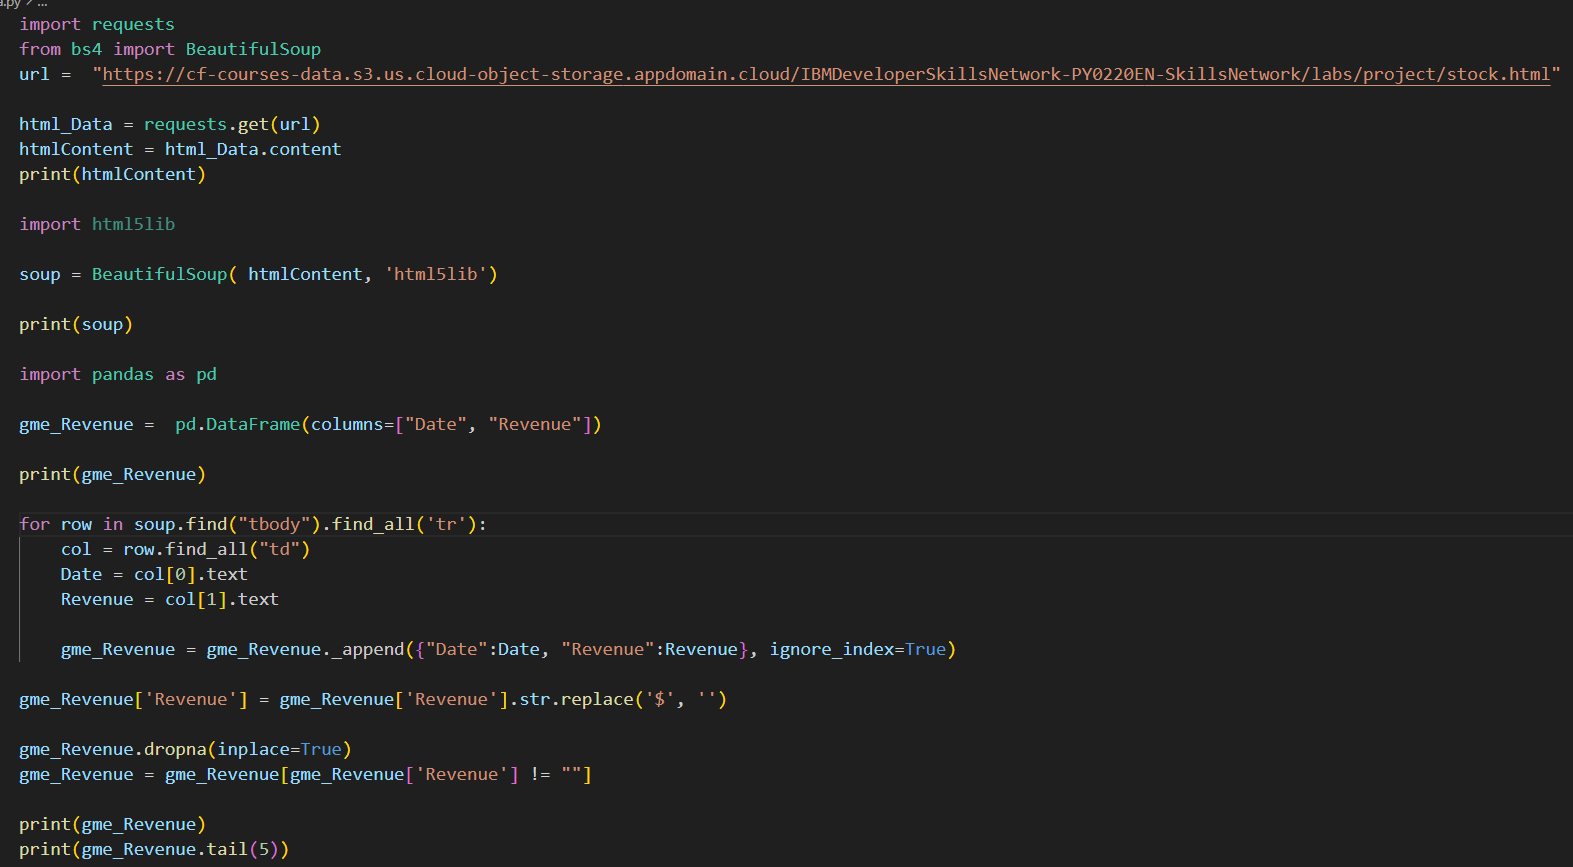 a.py > ...
import requests
from bs4 import BeautifulSoup
url =  "https://cf-courses-data.s3.us.cloud-object-storage.appdomain.cloud/IBMDeveloperSkillsNetwork-PY0220EN-SkillsNetwork/labs/project/stock.html"
html_Data = requests.get(url)
htmlContent = html_Data.content
print(htmlContent)
import html5lib
soup = BeautifulSoup( htmlContent, 'html5lib')
print(soup)
import pandas as pd
gme_Revenue =  pd.DataFrame(columns=["Date", "Revenue"])
print(gme_Revenue)
for row in soup.find("tbody").find_all('tr'):
    col = row.find_all("td")
    Date = col[0].text
    Revenue = col[1].text
    gme_Revenue = gme_Revenue._append({"Date":Date, "Revenue":Revenue}, ignore_index=True)
gme_Revenue['Revenue'] = gme_Revenue['Revenue'].str.replace('$', '')
gme_Revenue.dropna(inplace=True)
gme_Revenue = gme_Revenue[gme_Revenue['Revenue'] != ""]
print(gme_Revenue)
print(gme_Revenue.tail(5))